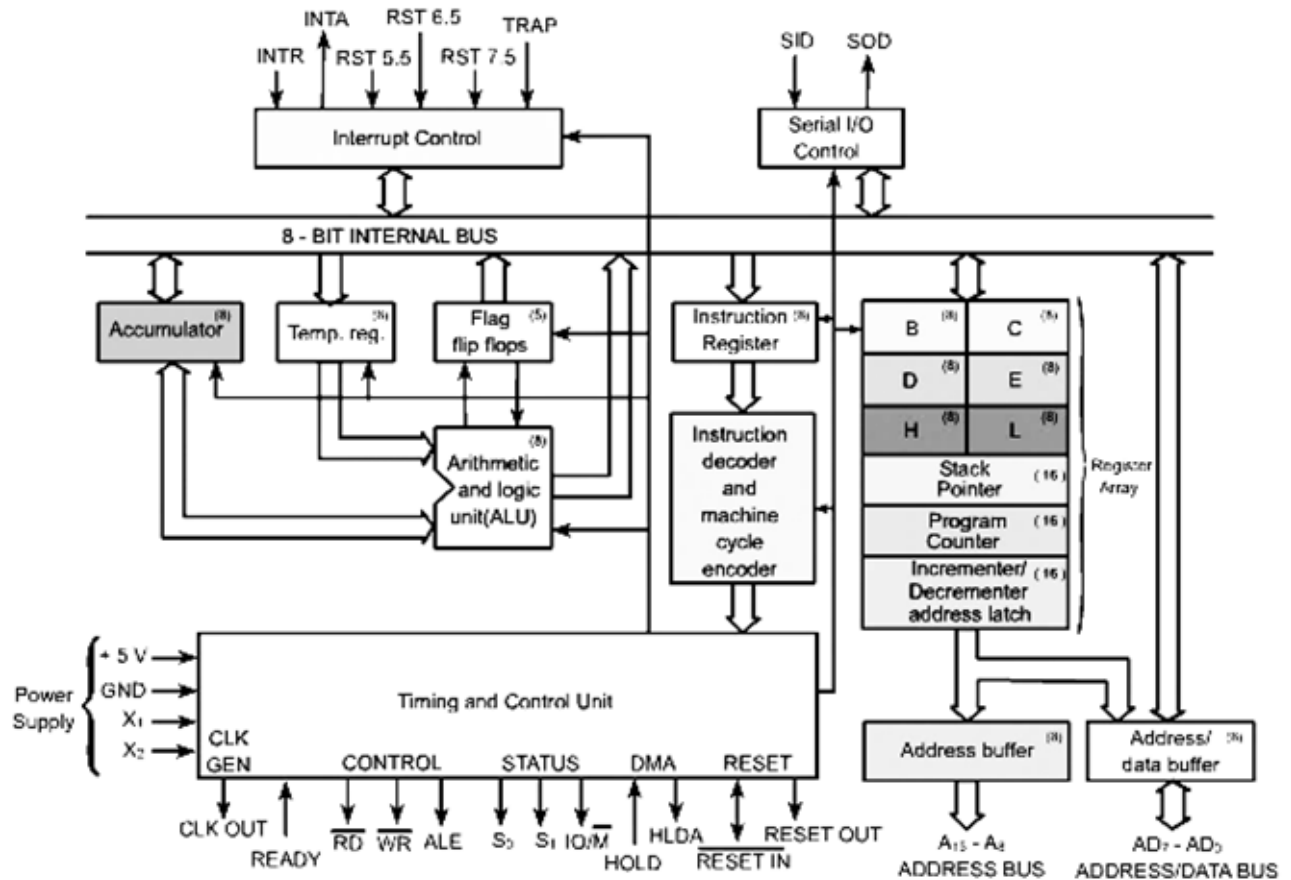 INTA
RST 6.5
TRAP
INTR
RST 5.5
RST 7.5
SID
SOD
Interrupt Control
Serial I/O
Control
8 - BIT INTERNAL BUS
Accumulator (8)
Temp. reg. (8)
Flag (5)
flip flops
Instruction (8)
Register
B (8)
C (8)
D (8)
E (8)
H (8)
L (8)
Stack (16)
Pointer
Program (16)
Counter
Incrementer/ (16)
Decrementer
address latch
Register
Array
(8)
Arithmetic
and logic
unit(ALU)
Instruction
decoder
and
machine
cycle
encoder
Power
Supply
+ 5 V
GND
X₁
X₂
Timing and Control Unit
CLK
GEN
CONTROL
STATUS
DMA
RESET
CLK OUT
READY
R̅D̅
W̅R̅
ALE
S₀
S₁
IO/M̅
HOLD
HLDA
R̅E̅S̅E̅T̅ I̅N̅
RESET OUT
Address buffer (8)
Address/ (8)
data buffer
A₁₅ - A₈
ADDRESS BUS
AD₇ - AD₀
ADDRESS/DATA BUS